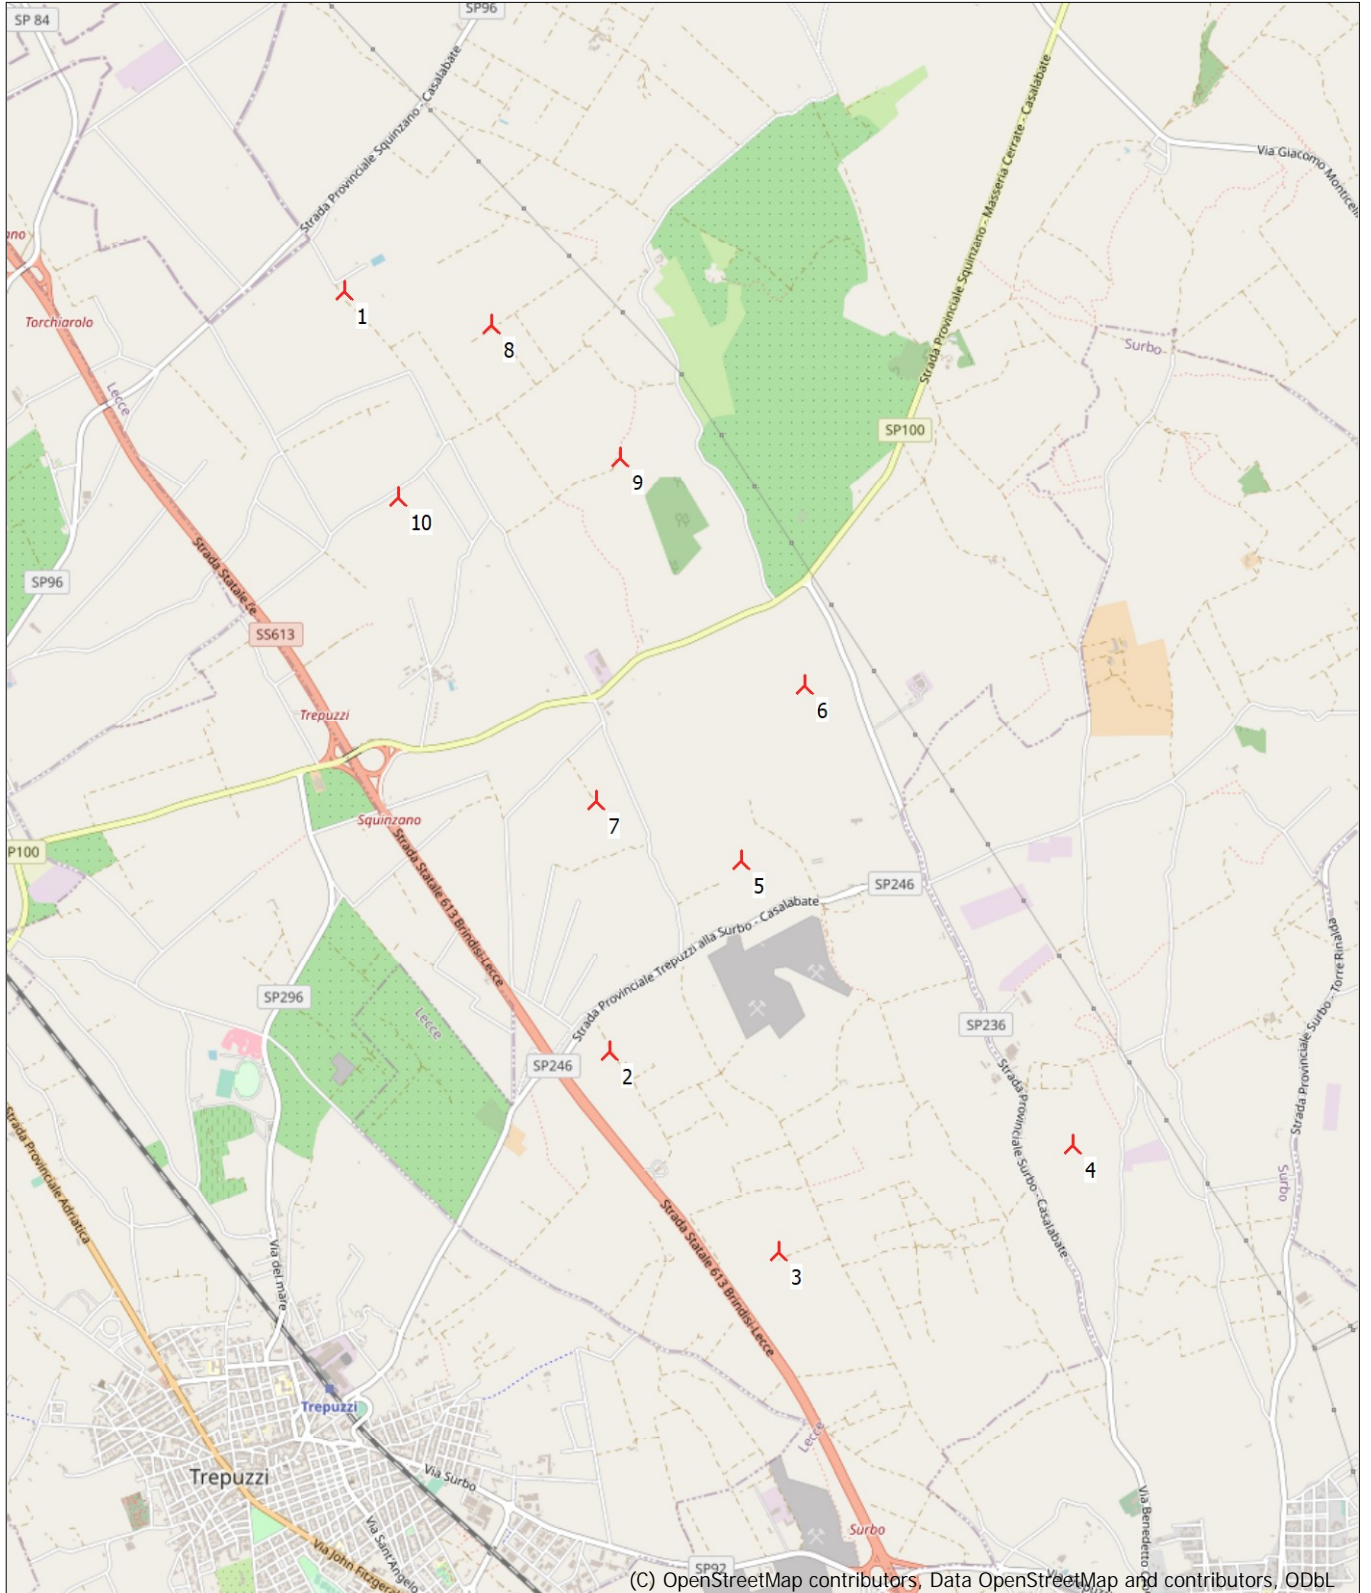 SP 84
SP96
Strada Provinciale Squinzano - Casalabate
Strada Provinciale Squinzano - Masseria Cerrate - Casalabate
Via Giacomo Monticelli
Torchiarolo
1
8
Surbo
Lecce
SP100
9
10
Strada Statale
SP96
SS613
6
Trepuzzi
7
Squinzano
5
P100
SP246
Strada Provinciale Trepuzzi alla Surbo - Casalabate
Strada Statale 613 Brindisi-Lecce
Strada Provinciale Surbo - Torre Rinalda
SP296
Lecce
SP236
SP246
2
Strada Provinciale Surbo - Casalabate
4
Strada Provinciale Adriatica
Surbo
Via del mare
Strada Statale 613 Brindisi-Lecce
3
Trepuzzi
Lecce
Trepuzzi
Via Surbo
Via Benedetto
Via Sant'Angelo
Surbo
Via John Fitzgera
SP92
(C) OpenStreetMap contributors, Data OpenStreetMap and contributors, ODbL